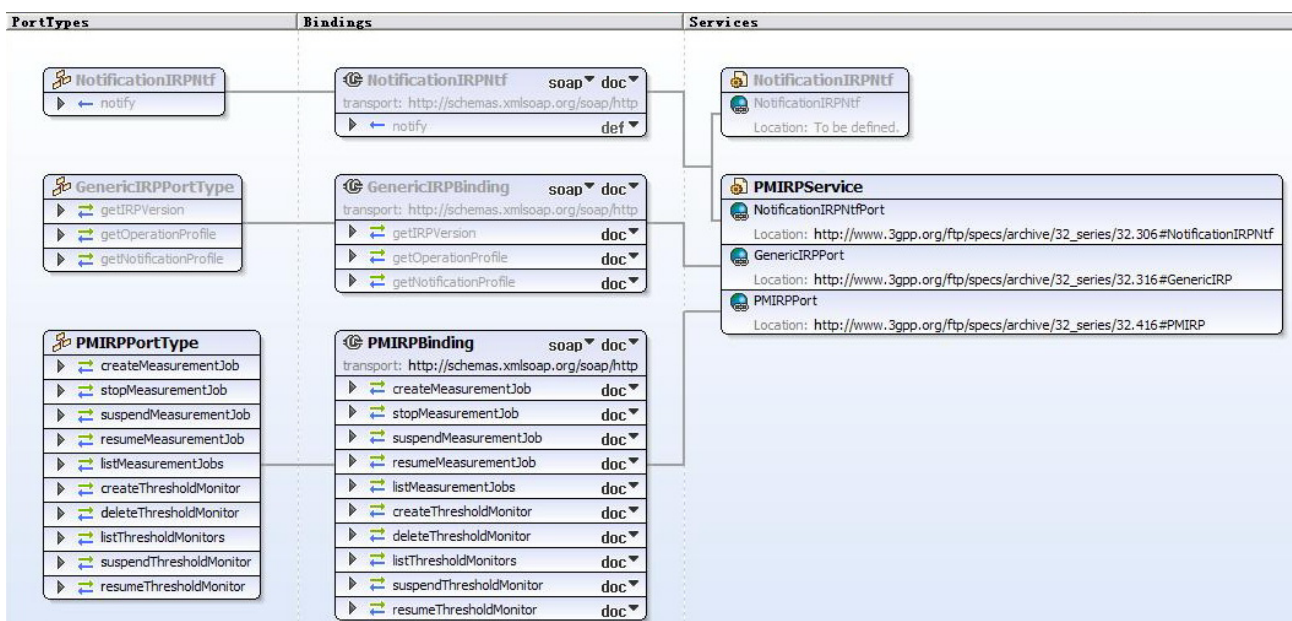 PortTypes
Bindings
Services
NotificationIRPNtf
notify
NotificationIRPNtf soap doc
transport: http://schemas.xmlsoap.org/soap/http
notify def
NotificationIRPNtf
NotificationIRPNtf
Location: To be defined.
GenericIRPPortType
getIRPVersion
getOperationProfile
getNotificationProfile
GenericIRPBinding soap doc
transport: http://schemas.xmlsoap.org/soap/http
getIRPVersion doc
getOperationProfile doc
getNotificationProfile doc
PMIRPService
NotificationIRPNtfPort
Location: http://www.3gpp.org/ftp/specs/archive/32_series/32.306#NotificationIRPNtf
GenericIRPPort
Location: http://www.3gpp.org/ftp/specs/archive/32_series/32.316#GenericIRP
PMIRPPort
Location: http://www.3gpp.org/ftp/specs/archive/32_series/32.416#PMIRP
PMIRPPortType
createMeasurementJob
stopMeasurementJob
suspendMeasurementJob
resumeMeasurementJob
listMeasurementJobs
createThresholdMonitor
deleteThresholdMonitor
listThresholdMonitors
suspendThresholdMonitor
resumeThresholdMonitor
PMIRPBinding soap doc
transport: http://schemas.xmlsoap.org/soap/http
createMeasurementJob doc
stopMeasurementJob doc
suspendMeasurementJob doc
resumeMeasurementJob doc
listMeasurementJobs doc
createThresholdMonitor doc
deleteThresholdMonitor doc
listThresholdMonitors doc
suspendThresholdMonitor doc
resumeThresholdMonitor doc